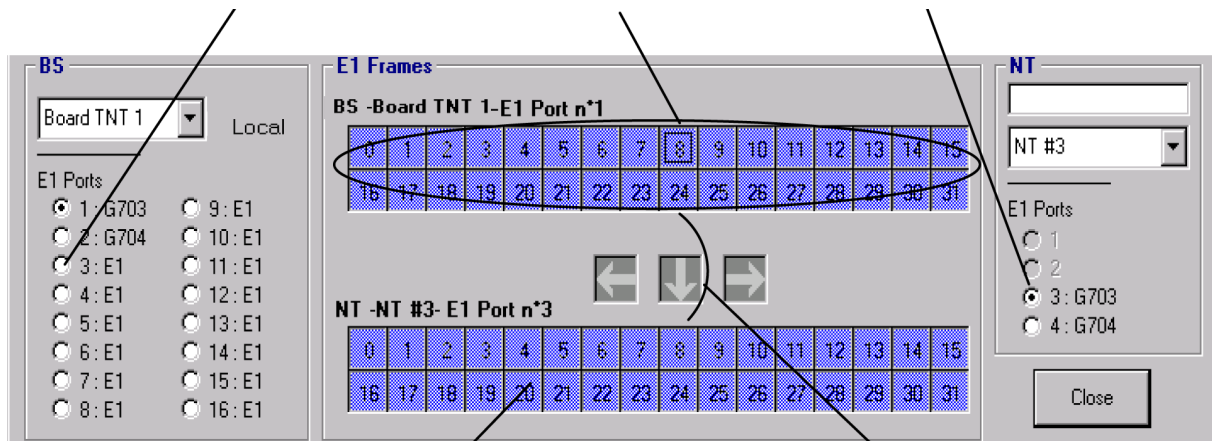 BS
Board TNT 1
Local
E1 Ports
1 : G703
2 : G704
3 : E1
4 : E1
5 : E1
6 : E1
7 : E1
8 : E1
9 : E1
10 : E1
11 : E1
12 : E1
13 : E1
14 : E1
15 : E1
16 : E1
E1 Frames
BS -Board TNT 1-E1 Port n°1
0 1 2 3 4 5 6 7 8 9 10 11 12 13 14 15
16 17 18 19 20 21 22 23 24 25 26 27 28 29 30 31
NT -NT #3- E1 Port n°3
0 1 2 3 4 5 6 7 8 9 10 11 12 13 14 15
16 17 18 19 20 21 22 23 24 25 26 27 28 29 30 31
NT
NT #3
E1 Ports
1
2
3 : G703
4 : G704
Close